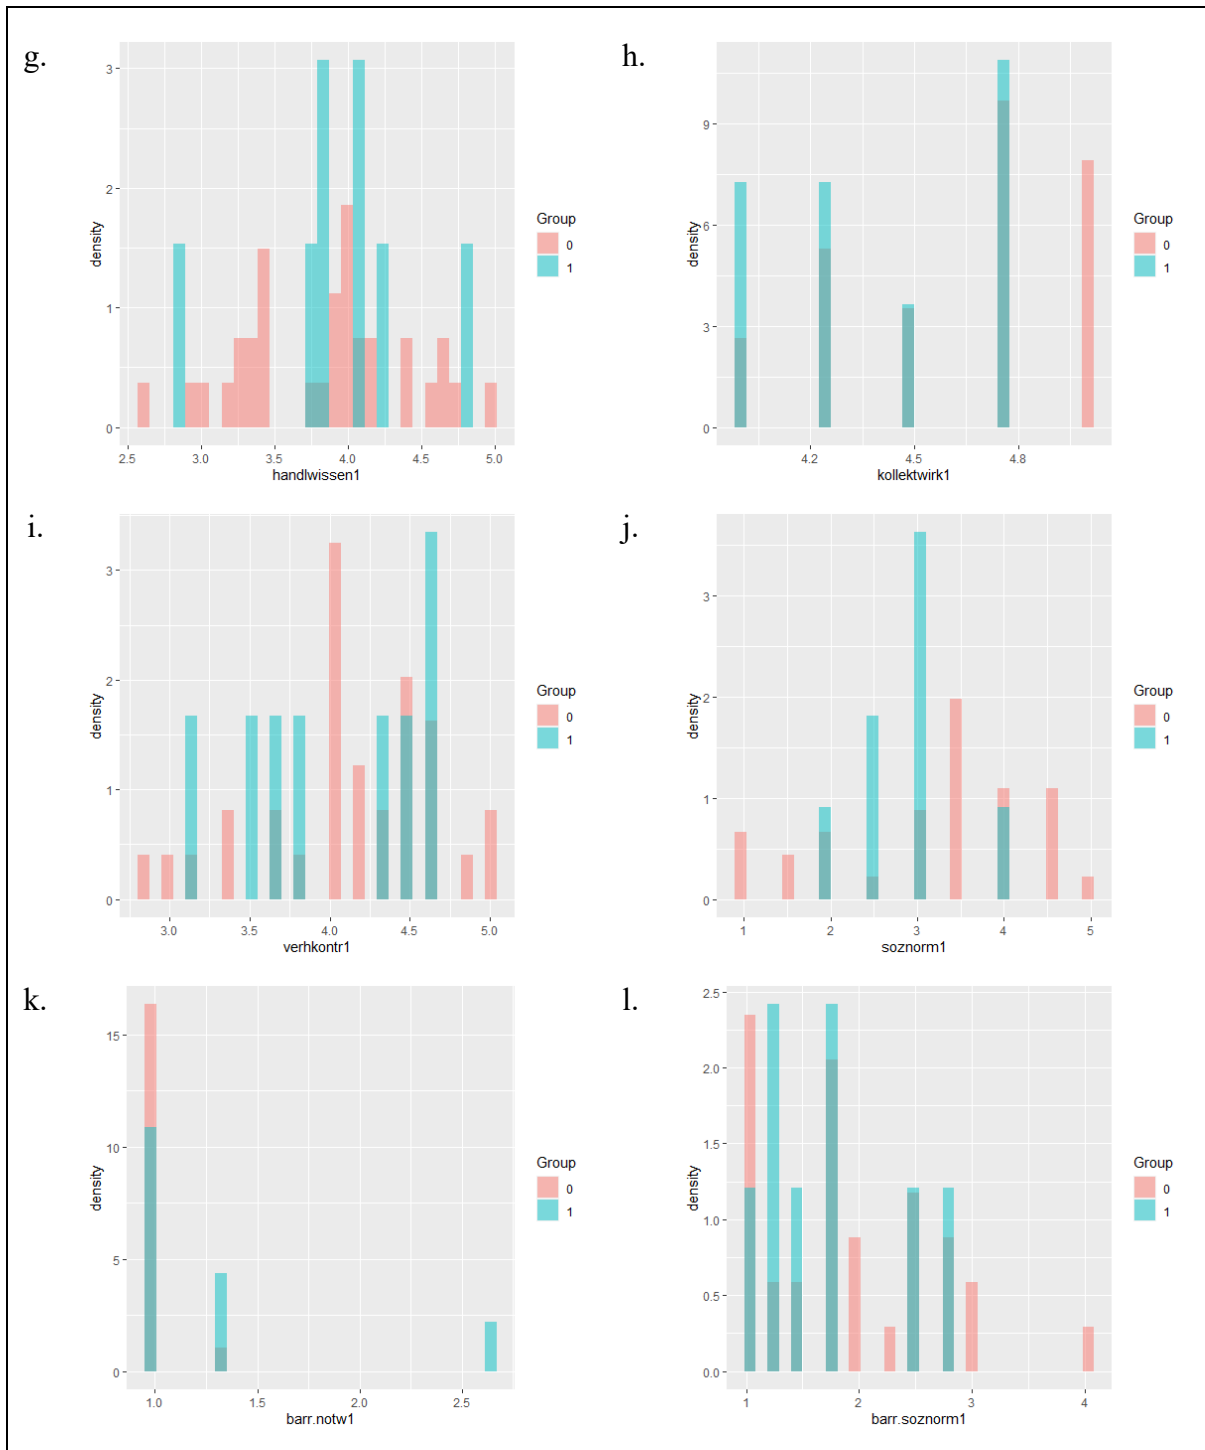 g.
density
3
2
1
0
2.5 3.0 3.5 4.0 4.5 5.0
handlwissen1
Group
0
1
h.
density
9
6
3
0
4.2 4.5 4.8
kollektwirk1
Group
0
1
i.
density
3
2
1
0
3.0 3.5 4.0 4.5 5.0
verhkontr1
Group
0
1
j.
density
3
2
1
0
1 2 3 4 5
soznorm1
Group
0
1
k.
density
15
10
5
0
1.0 1.5 2.0 2.5
barr.notw1
Group
0
1
l.
density
2.5
2.0
1.5
1.0
0.5
0.0
1 2 3 4
barr.soznorm1
Group
0
1